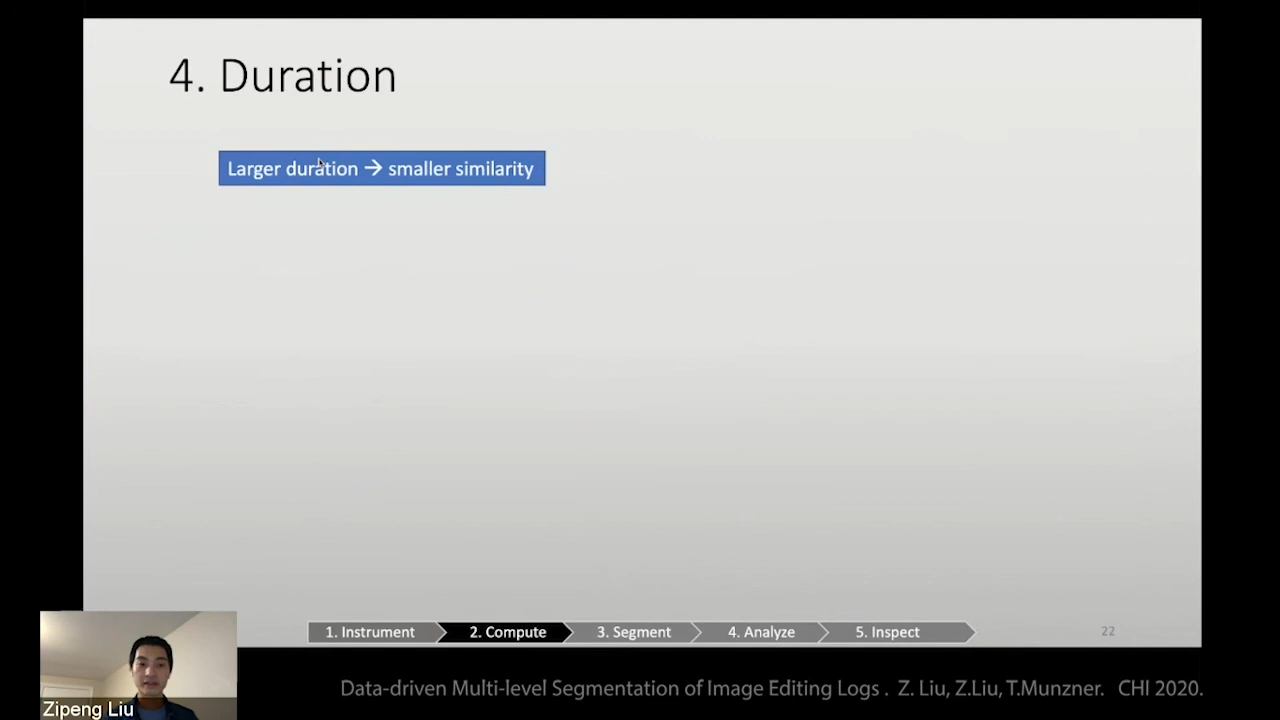 4. Duration
Larger duration → smaller similarity
1. Instrument 2. Compute 3. Segment 4. Analyze 5. Inspect
22
Zipeng Liu
Data-driven Multi-level Segmentation of Image Editing Logs . Z. Liu, Z.Liu, T.Munzner. CHI 2020.